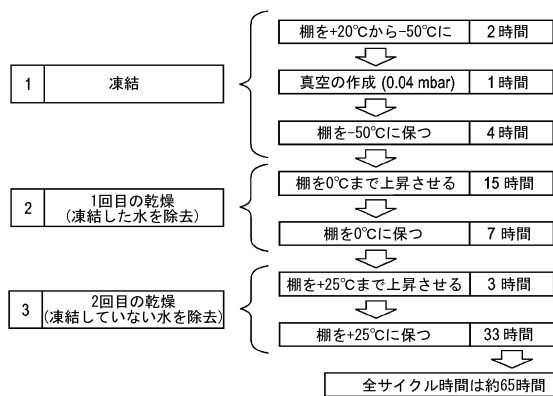 棚を+20℃から-50℃に 2時間
真空の作成 (0.04 mbar) 1時間
1 凍結
棚を-50℃に保つ 4時間
棚を0℃まで上昇させる 15時間
2 1回目の乾燥
(凍結した水を除去)
棚を0℃に保つ 7時間
棚を+25℃まで上昇させる 3時間
3 2回目の乾燥
(凍結していない水を除去)
棚を+25℃に保つ 33時間
全サイクル時間は約65時間